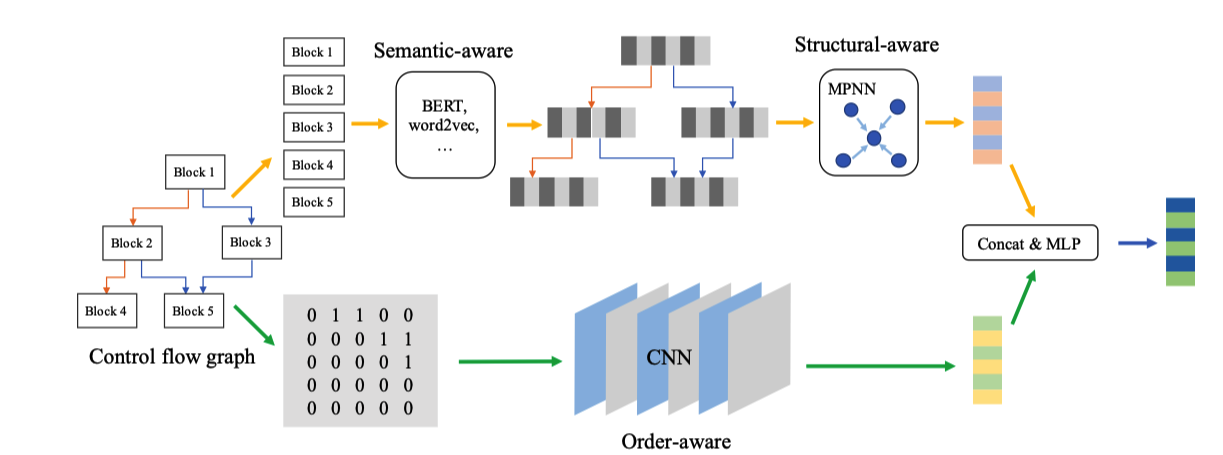 Block 1
Block 2
Block 3
Block 4
Block 5
Semantic-aware
BERT,
word2vec,
...
Structural-aware
MPNN
Block 1
Block 2
Block 3
Block 4
Block 5
Control flow graph
0 1 1 0 0
0 0 0 1 1
0 0 0 0 1
0 0 0 0 0
0 0 0 0 0
CNN
Order-aware
Concat & MLP